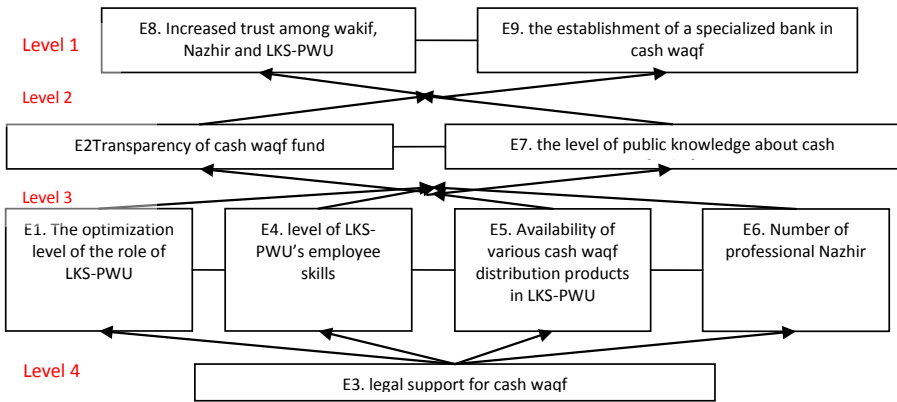 Level 1
E8. Increased trust among wakif,
Nazhir and LKS-PWU
E9. the establishment of a specialized bank in
cash waqf
Level 2
E2Transparency of cash waqf fund
E7. the level of public knowledge about cash
Level 3
E1. The optimization
level of the role of
LKS-PWU
E4. level of LKS-
PWU's employee
skills
E5. Availability of
various cash waqf
distribution products
in LKS-PWU
E6. Number of
professional Nazhir
Level 4
E3. legal support for cash waqf